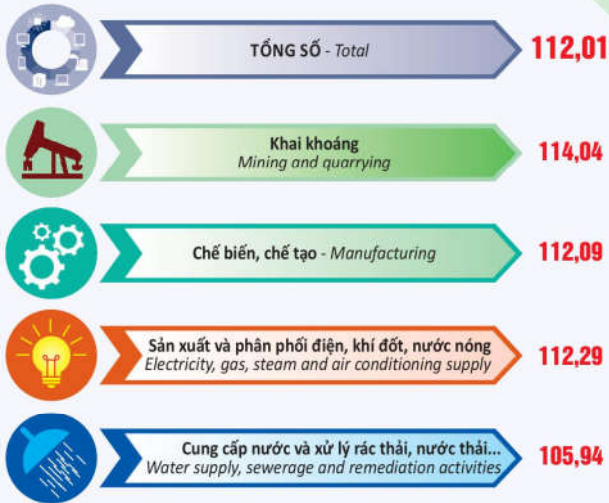 TỔNG SỐ - Total
112,01
Khai khoáng
Mining and quarrying
114,04
Chế biến, chế tạo - Manufacturing
112,09
Sản xuất và phân phối điện, khí đốt, nước nóng
Electricity, gas, steam and air conditioning supply
112,29
Cung cấp nước và xử lý rác thải, nước thải...
Water supply, sewerage and remediation activities
105,94